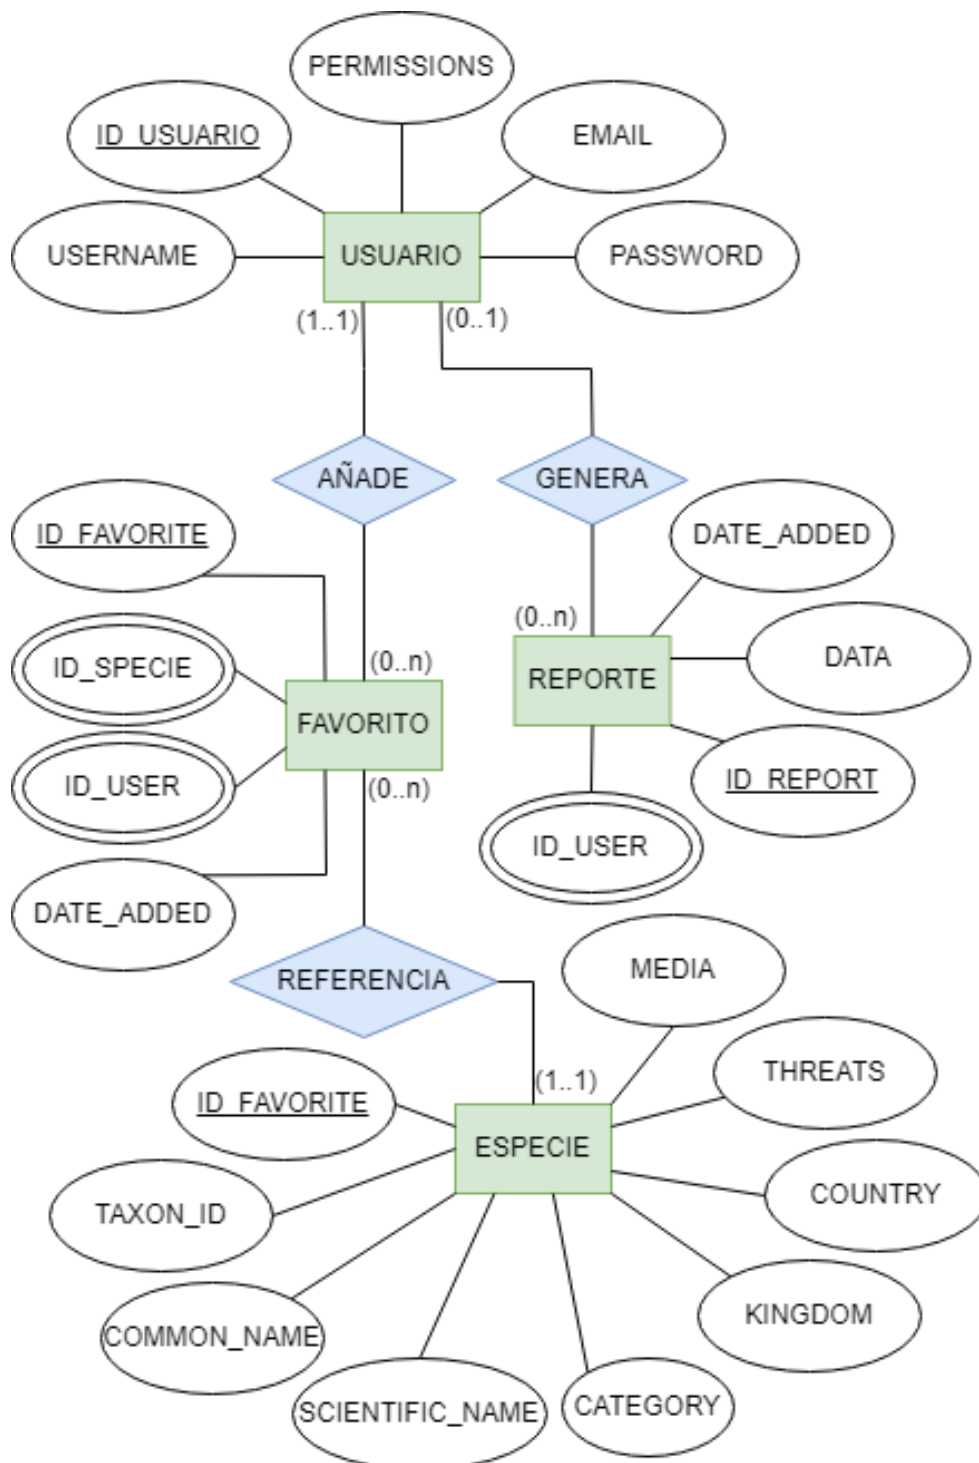 PERMISSIONS
ID_USUARIO
EMAIL
USERNAME
USUARIO
PASSWORD
(1..1)
(0..1)
AÑADE
GENERA
ID_FAVORITE
DATE_ADDED
(0..n)
(0..n)
ID_SPECIE
REPORTE
DATA
FAVORITO
ID_USER
(0..n)
ID_REPORT
ID_USER
DATE_ADDED
REFERENCIA
MEDIA
(1..1)
THREATS
ID_FAVORITE
ESPECIE
COUNTRY
TAXON_ID
KINGDOM
COMMON_NAME
SCIENTIFIC_NAME
CATEGORY